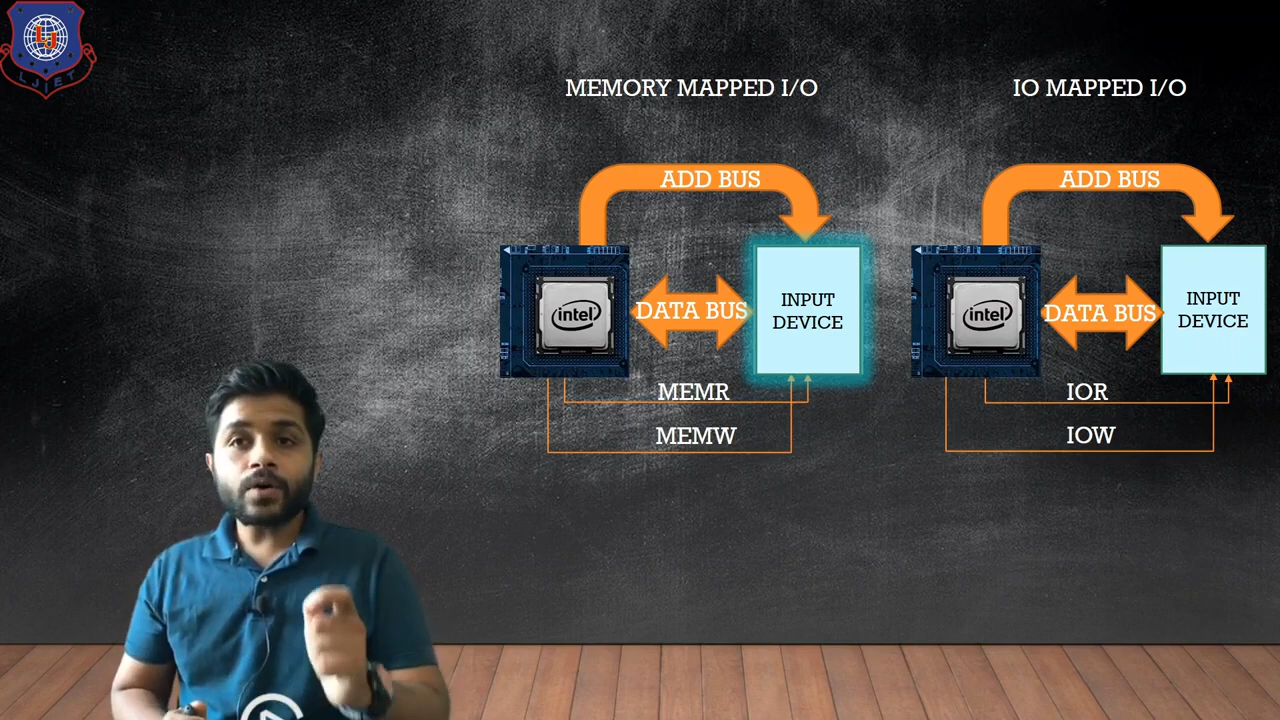 LJ
LJIET
MEMORY MAPPED I/O
IO MAPPED I/O
ADD BUS
ADD BUS
intel
DATA BUS
INPUT
DEVICE
intel
DATA BUS
INPUT
DEVICE
MEMR
MEMW
IOR
IOW